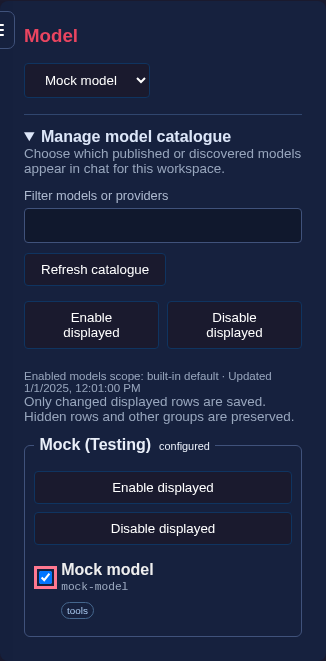 Model
Mock model
▼ Manage model catalogue
Choose which published or discovered models
appear in chat for this workspace.
Filter models or providers
Refresh catalogue
Enable
displayed
Disable
displayed
Enabled models scope: built-in default · Updated
1/1/2025, 12:01:00 PM
Only changed displayed rows are saved.
Hidden rows and other groups are preserved.
Mock (Testing) configured
Enable displayed
Disable displayed
Mock model
mock-model
tools